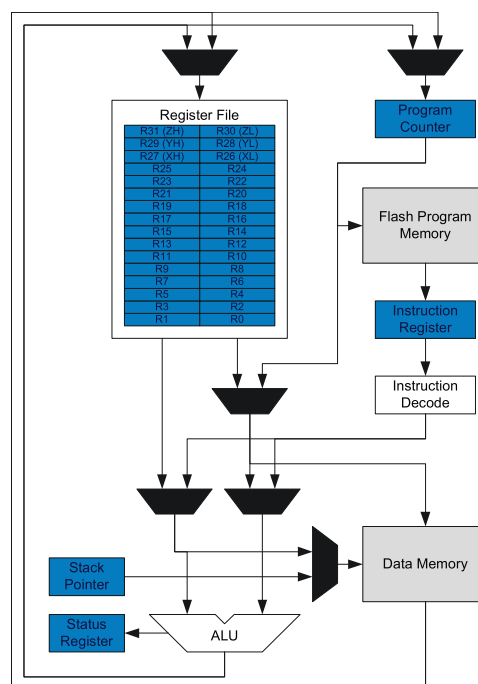 Register File
R31 (ZH) R30 (ZL)
R29 (YH) R28 (YL)
R27 (XH) R26 (XL)
R25 R24
R23 R22
R21 R20
R19 R18
R17 R16
R15 R14
R13 R12
R11 R10
R9 R8
R7 R6
R5 R4
R3 R2
R1 R0
Program
Counter
Flash Program
Memory
Instruction
Register
Instruction
Decode
Stack
Pointer
Data Memory
Status
Register
ALU